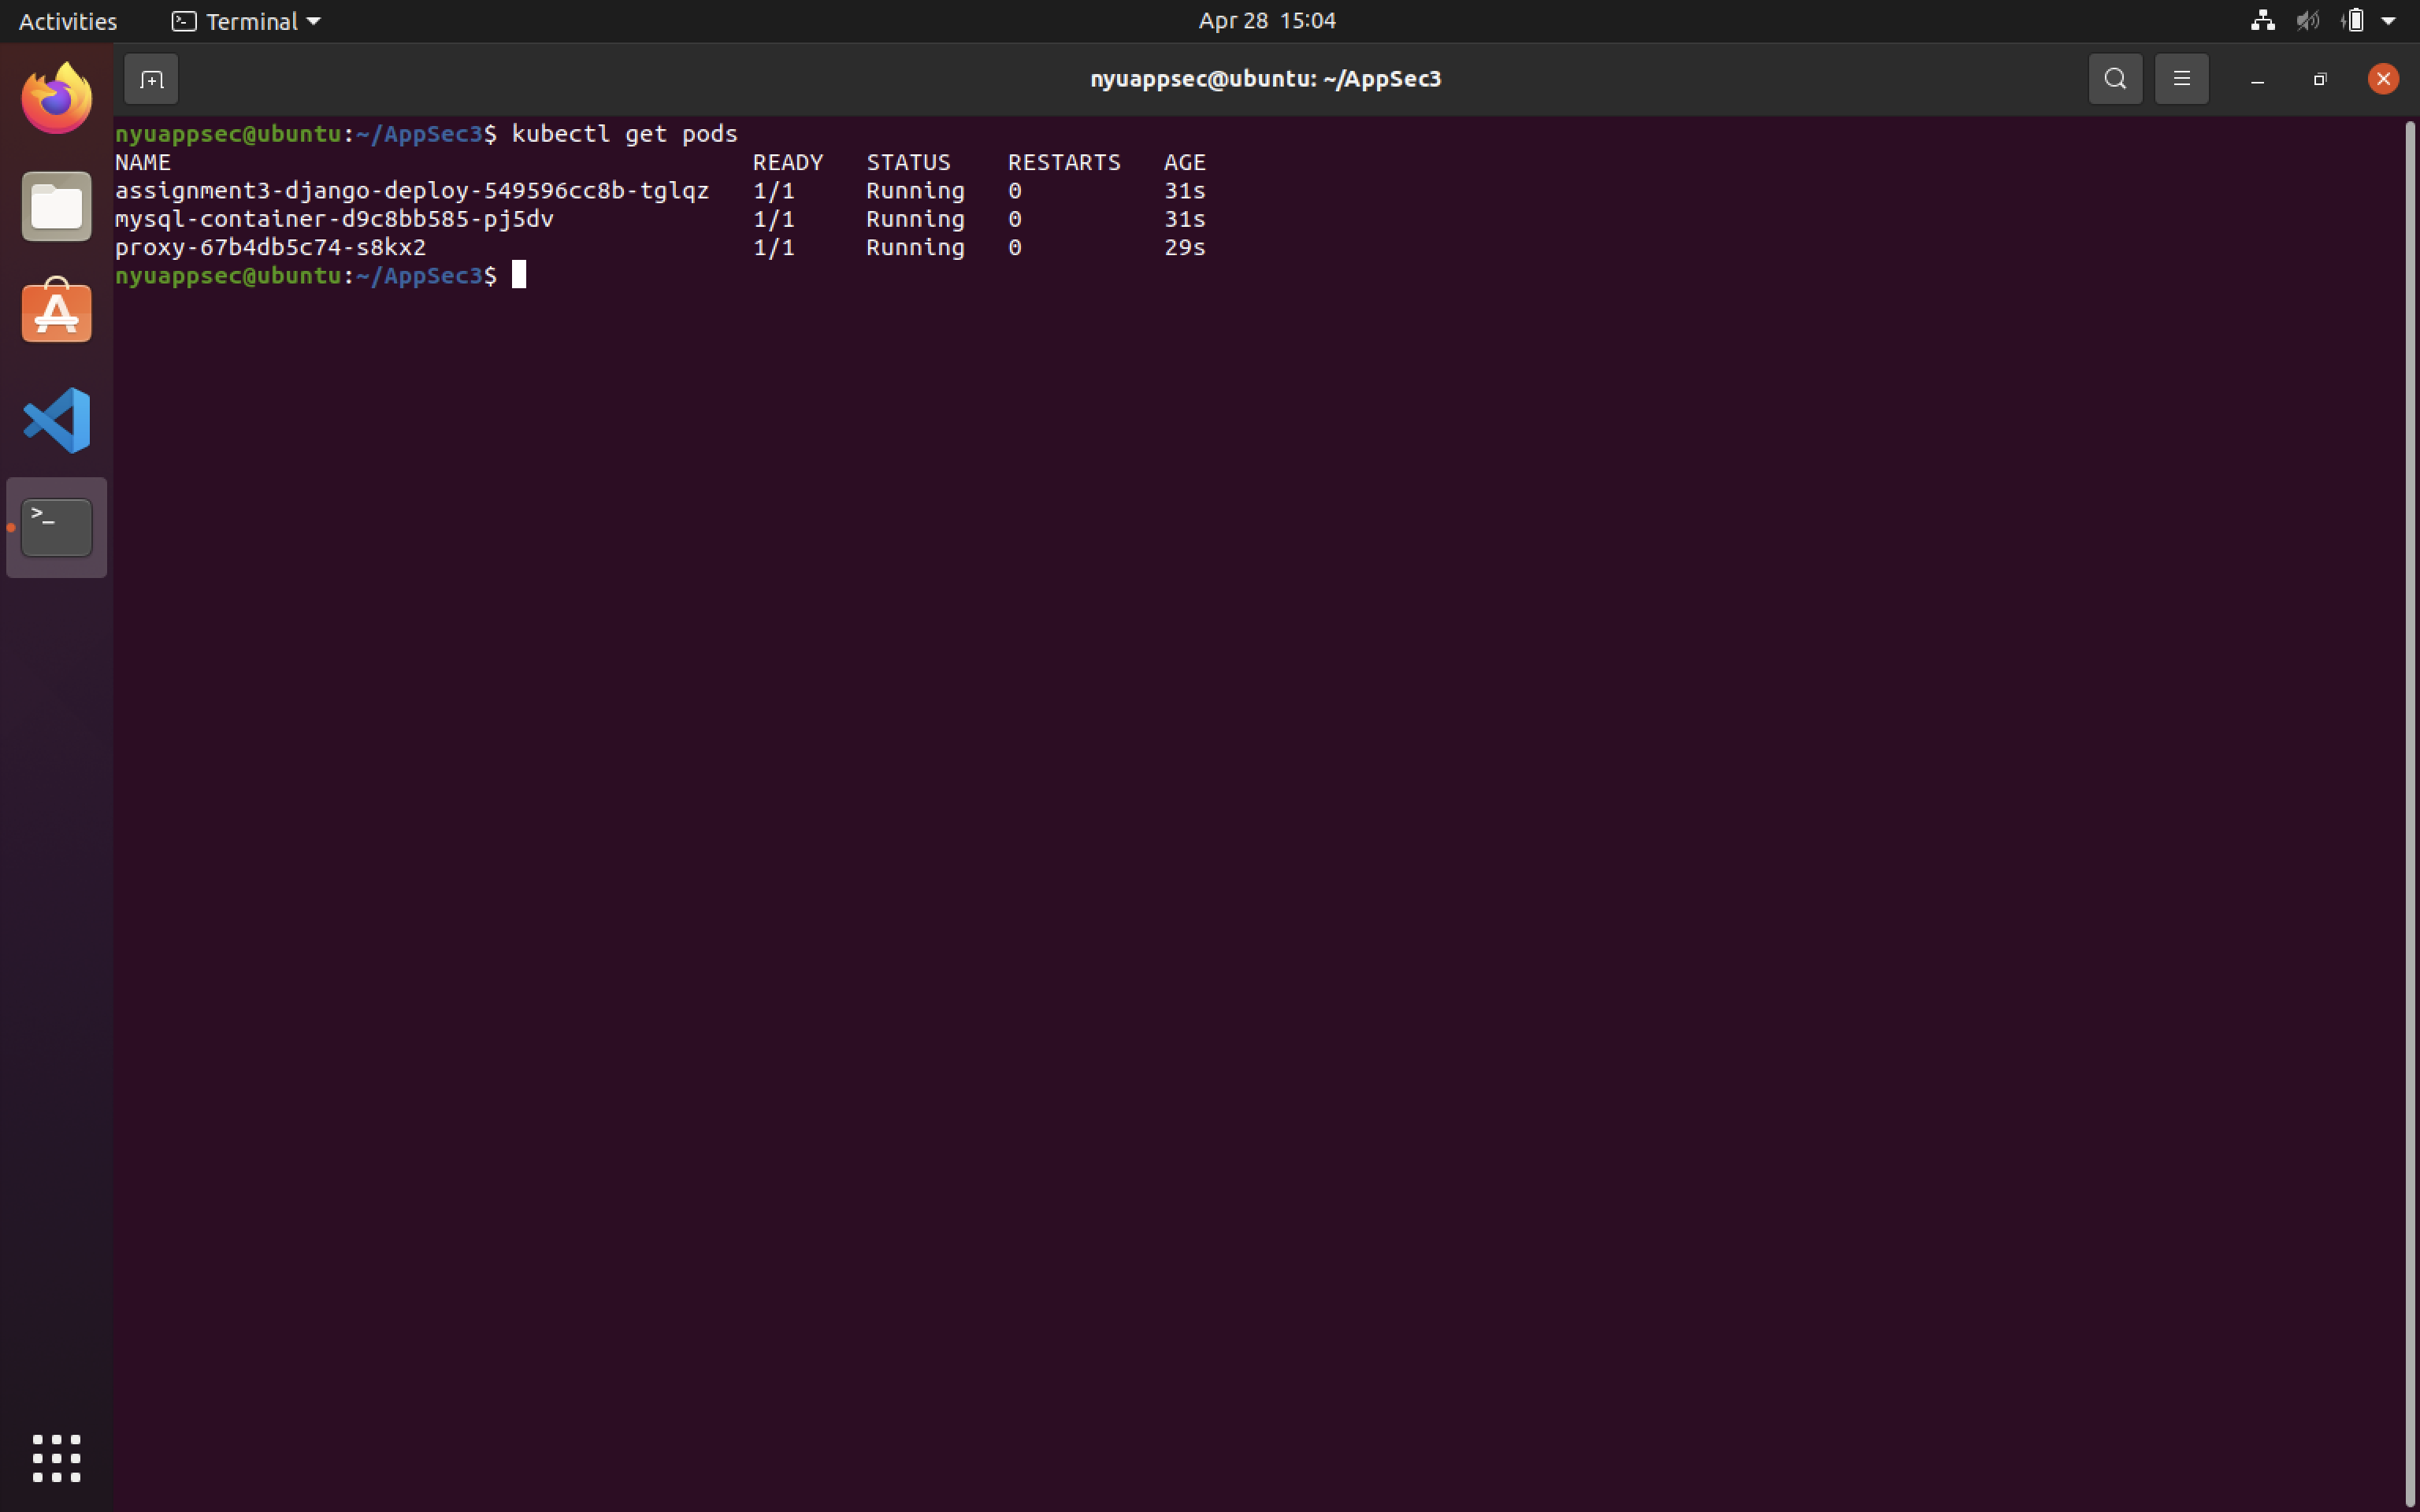 Activities Terminal Apr 28 15:04
nyuappsec@ubuntu: ~/AppSec3
nyuappsec@ubuntu:~/AppSec3$ kubectl get pods
NAME READY STATUS RESTARTS AGE
assignment3-django-deploy-549596cc8b-tglqz 1/1 Running 0 31s
mysql-container-d9c8bb585-pj5dv 1/1 Running 0 31s
proxy-67b4db5c74-s8kx2 1/1 Running 0 29s
nyuappsec@ubuntu:~/AppSec3$